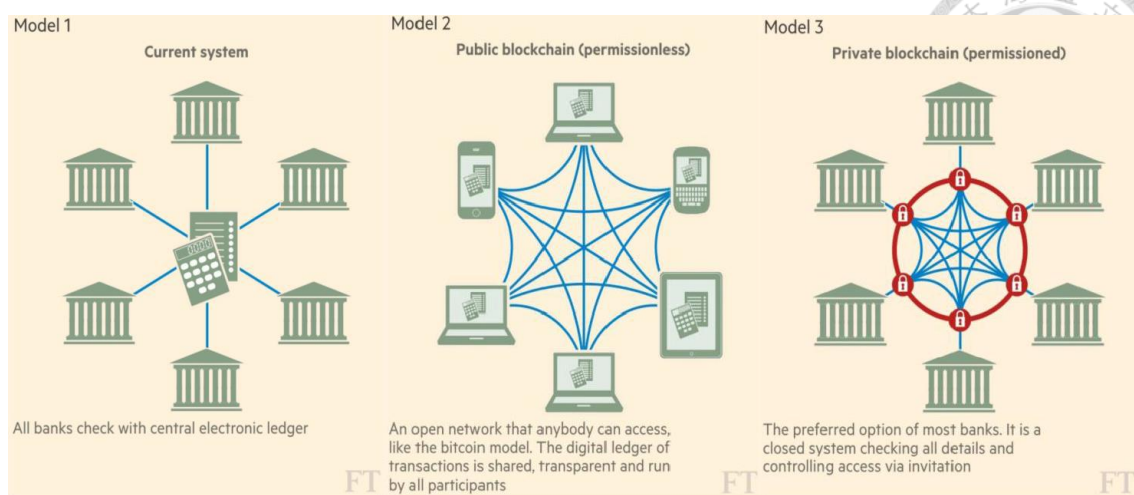 Model 1
Current system
All banks check with central electronic ledger
FT
Model 2
Public blockchain (permissionless)
An open network that anybody can access,
like the bitcoin model. The digital ledger of
transactions is shared, transparent and run
by all participants
FT
Model 3
Private blockchain (permissioned)
The preferred option of most banks. It is a
closed system checking all details and
controlling access via invitation
FT